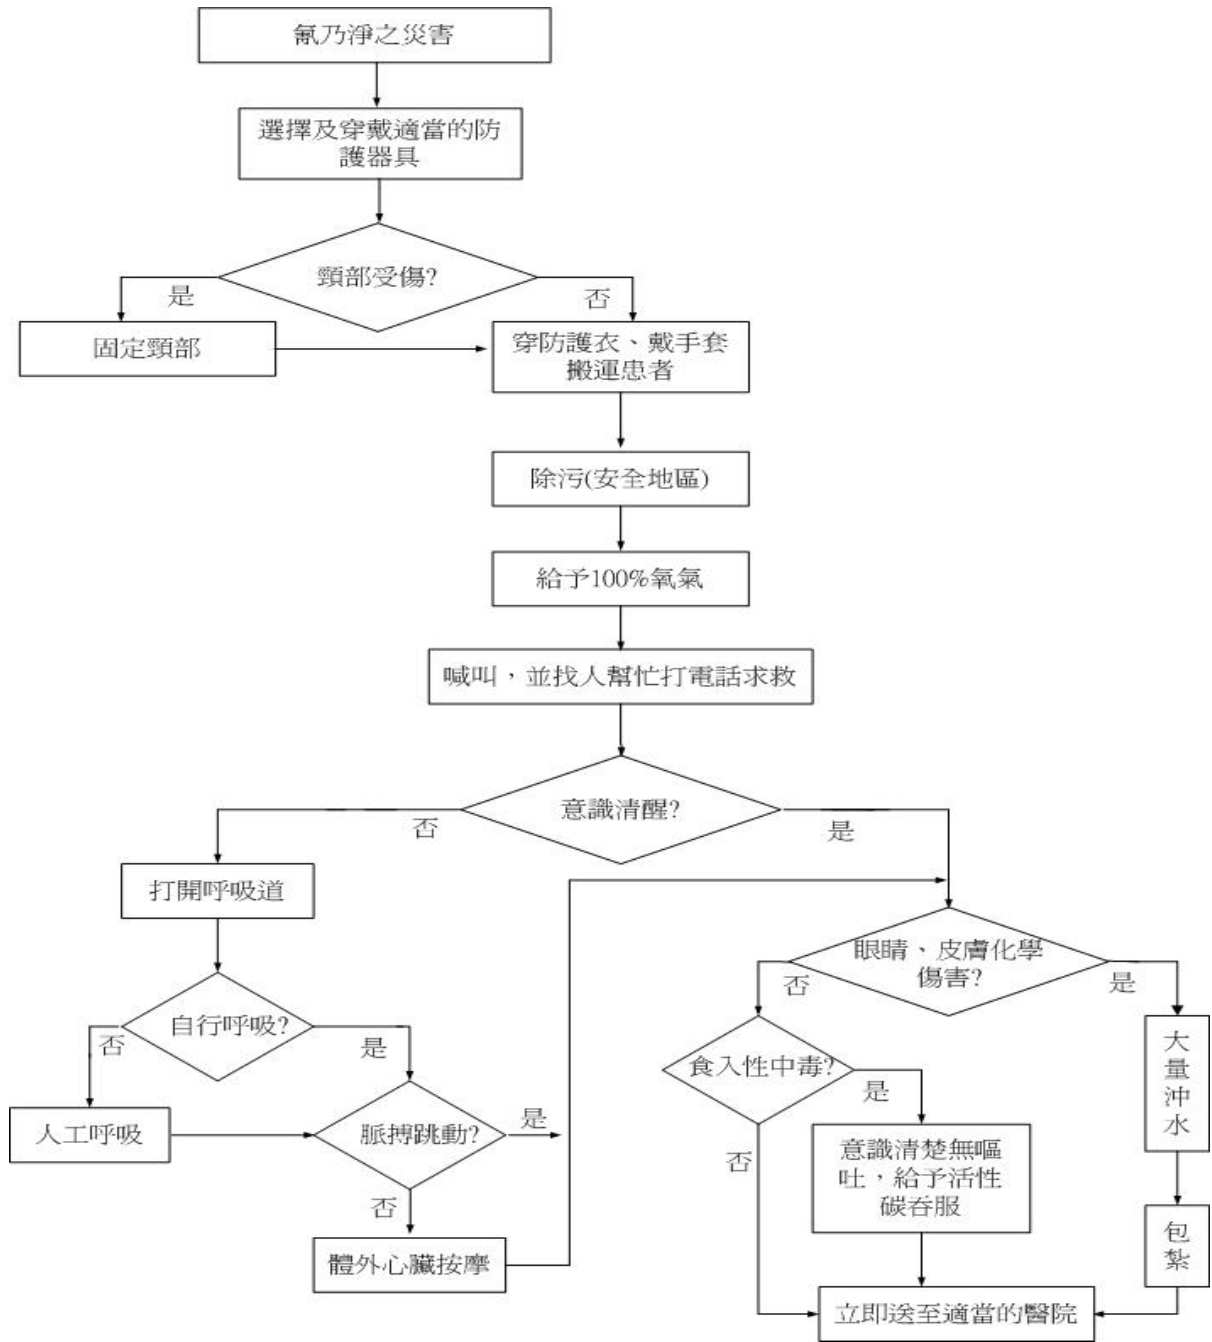 氰乃淨之災害
選擇及穿戴適當的防
護器具
頸部受傷?
是
否
固定頸部
穿防護衣、戴手套
搬運患者
除污(安全地區)
給予100%氧氣
喊叫，並找人幫忙打電話求救
意識清醒?
否
是
打開呼吸道
眼睛、皮膚化學
傷害?
否
是
自行呼吸?
否
是
食入性中毒?
是
否
大
量
沖
水
人工呼吸
脈搏跳動?
是
否
意識清楚無嘔
吐，給予活性
碳吞服
體外心臟按摩
包
紮
立即送至適當的醫院